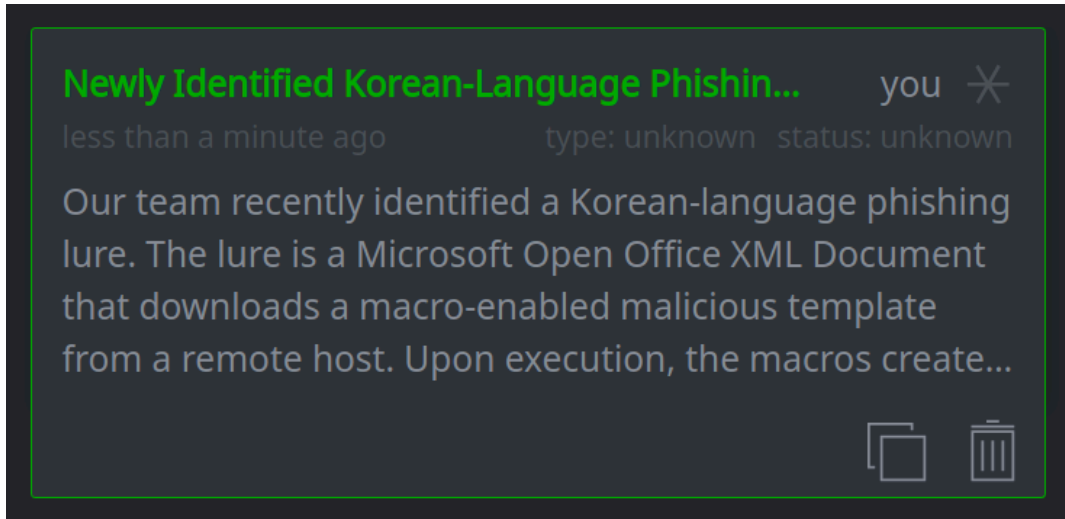 Newly Identified Korean-Language Phishin... you
less than a minute ago type: unknown status: unknown
Our team recently identified a Korean-language phishing
lure. The lure is a Microsoft Open Office XML Document
that downloads a macro-enabled malicious template
from a remote host. Upon execution, the macros create...